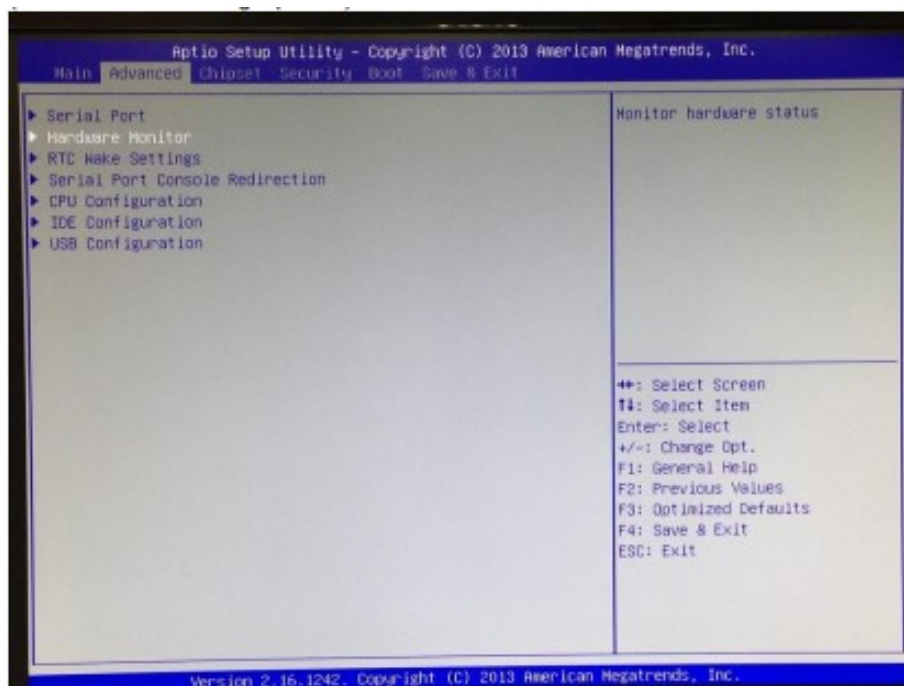 Aptio Setup Utility - Copyright (C) 2013 American Megatrends, Inc.
Main Advanced Chipset Security Boot Save & Exit
▶ Serial Port
▶ Hardware Monitor
▶ RTC Wake Settings
▶ Serial Port Console Redirection
▶ CPU Configuration
▶ IDE Configuration
▶ USB Configuration
Monitor hardware status
→←: Select Screen
↑↓: Select Item
Enter: Select
+/-: Change Opt.
F1: General Help
F2: Previous Values
F3: Optimized Defaults
F4: Save & Exit
ESC: Exit
Version 2.16.1242. Copyright (C) 2013 American Megatrends, Inc.